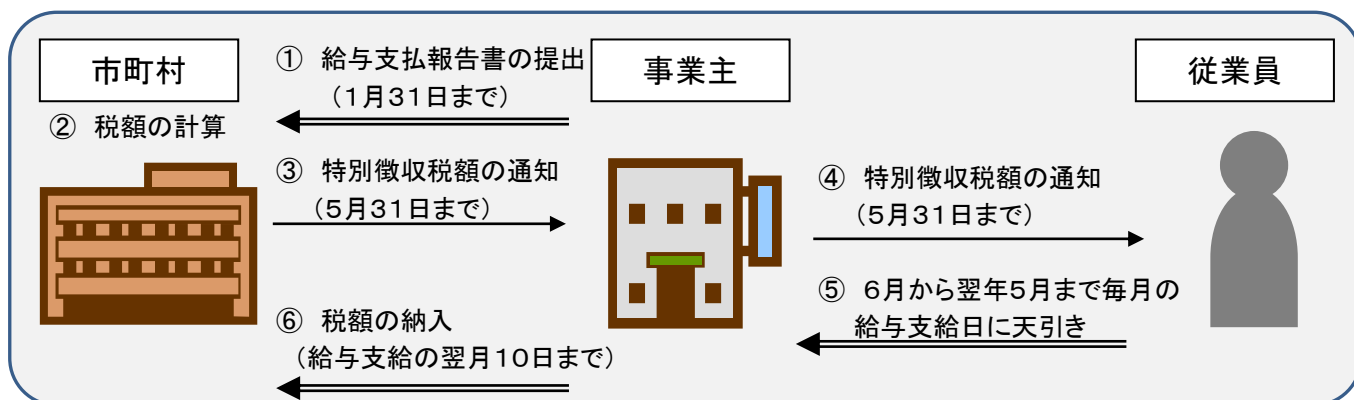 市町村
事業主
従業員
① 給与支払報告書の提出
(1月31日まで)
② 税額の計算
③ 特別徴収税額の通知
(5月31日まで)
④ 特別徴収税額の通知
(5月31日まで)
⑤ 6月から翌年5月まで毎月の
給与支給日に天引き
⑥ 税額の納入
(給与支給の翌月10日まで)